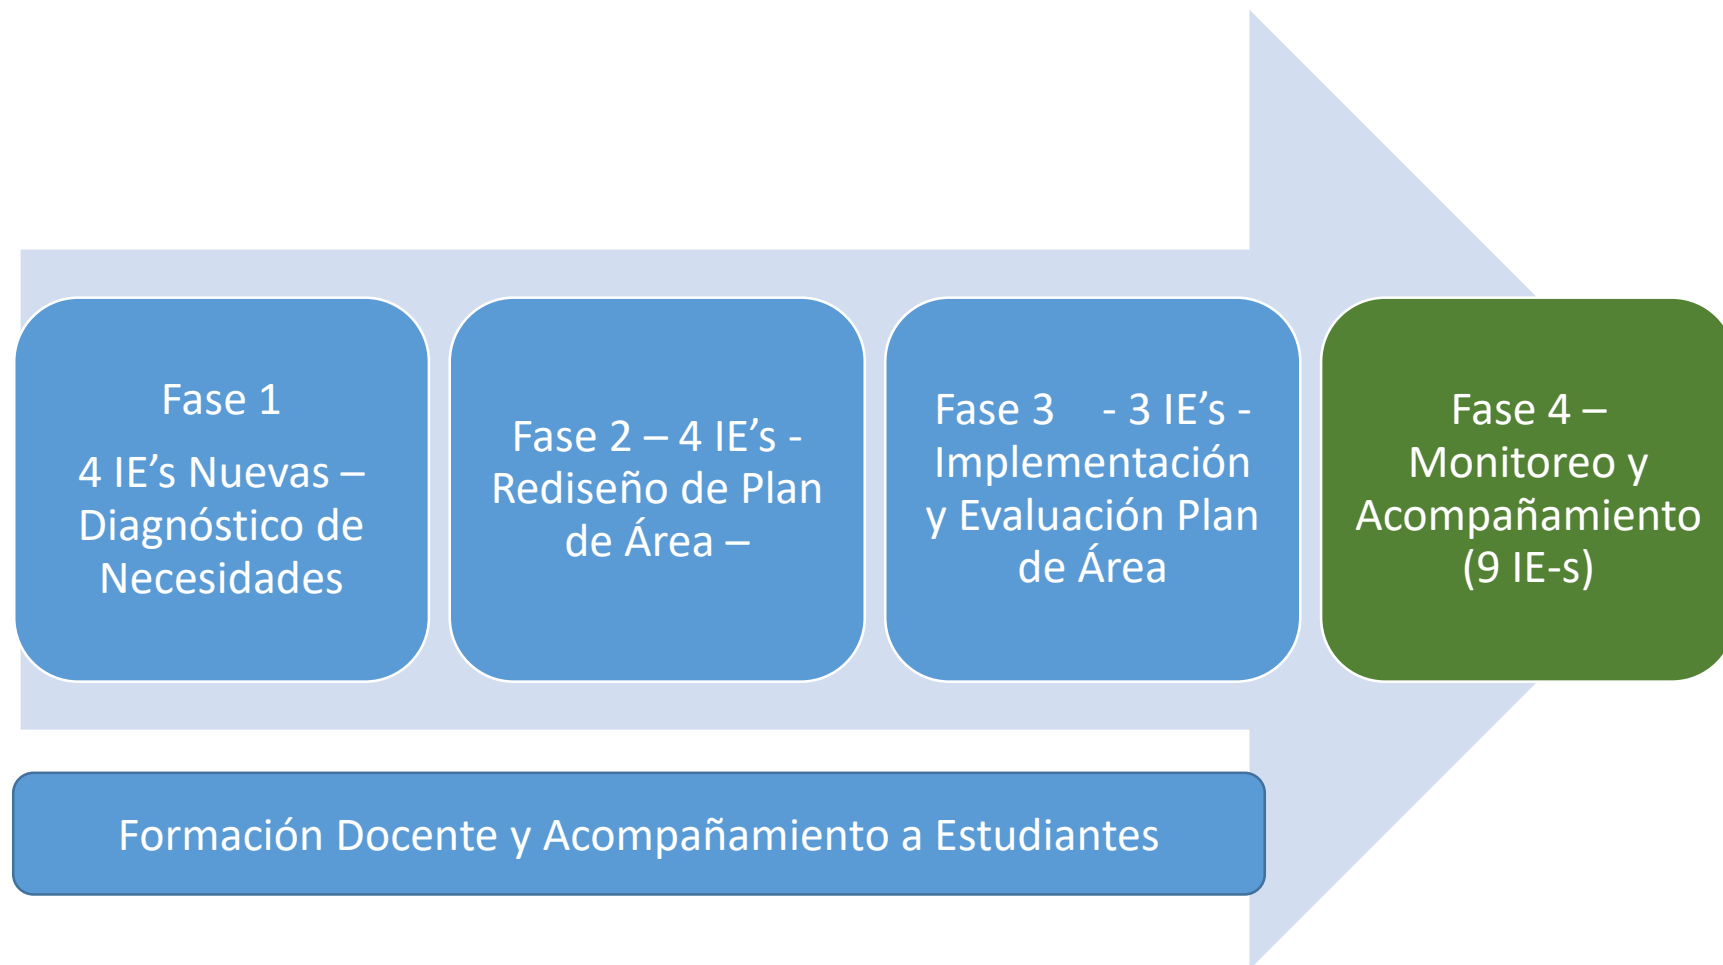 Fase 1
4 IE’s Nuevas –
Diagnóstico de
Necesidades
Fase 2 – 4 IE’s -
Rediseño de Plan
de Área –
Fase 3    - 3 IE’s -
Implementación
y Evaluación Plan
de Área
Fase 4 –
Monitoreo y
Acompañamiento
(9 IE-s)
Formación Docente y Acompañamiento a Estudiantes